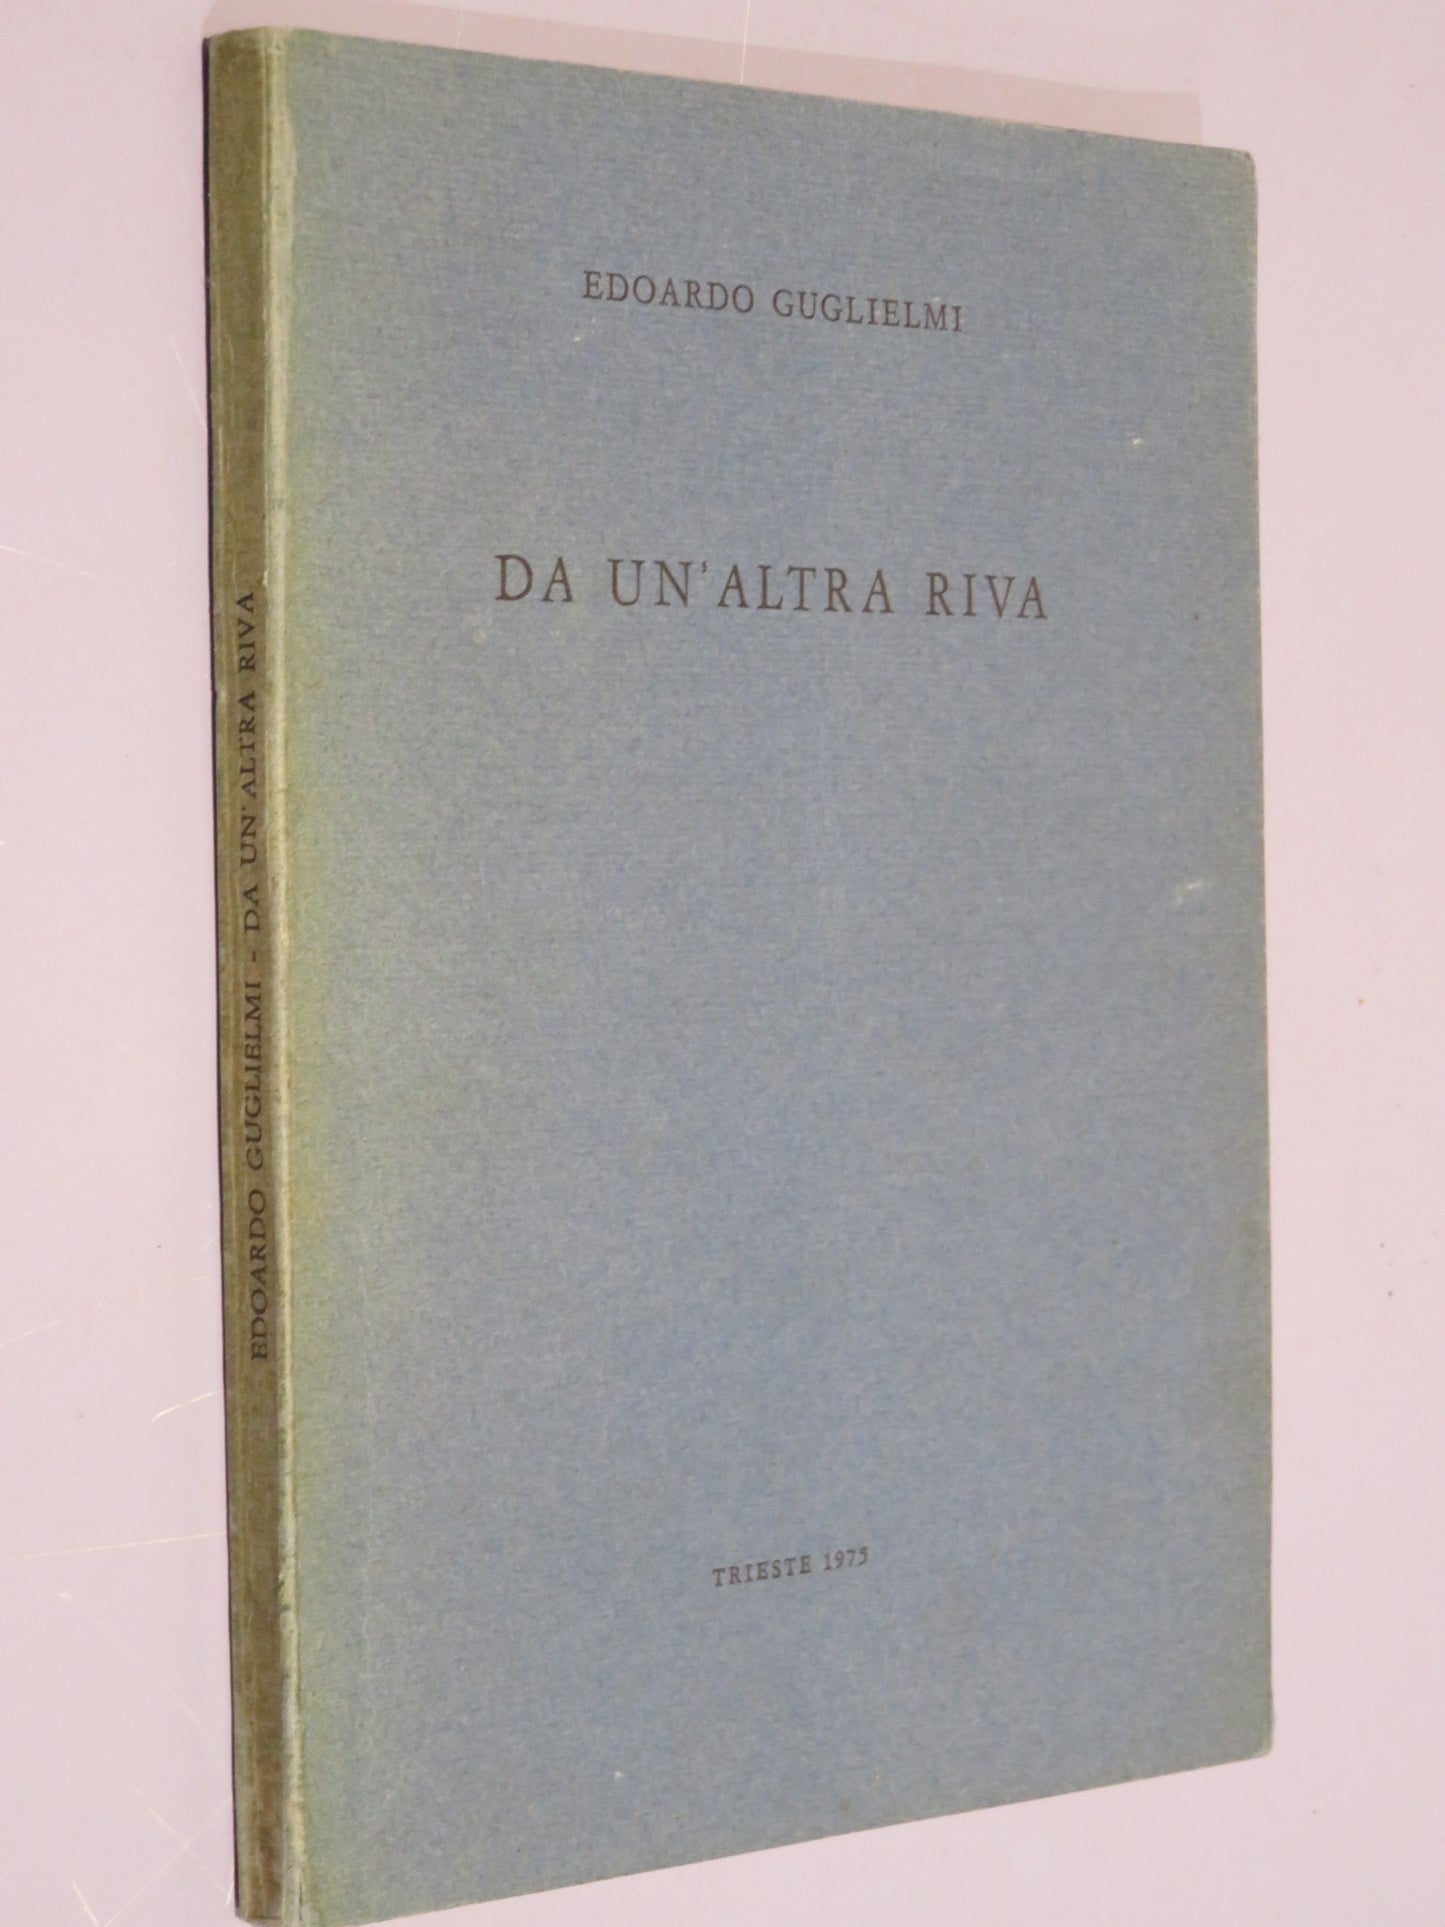 EDOARDO GUGLIELMI
DA UN'ALTRA RIVA
TRIESTE 1975
EDOARDO GUGLIELMI - DA UN'ALTRA RIVA